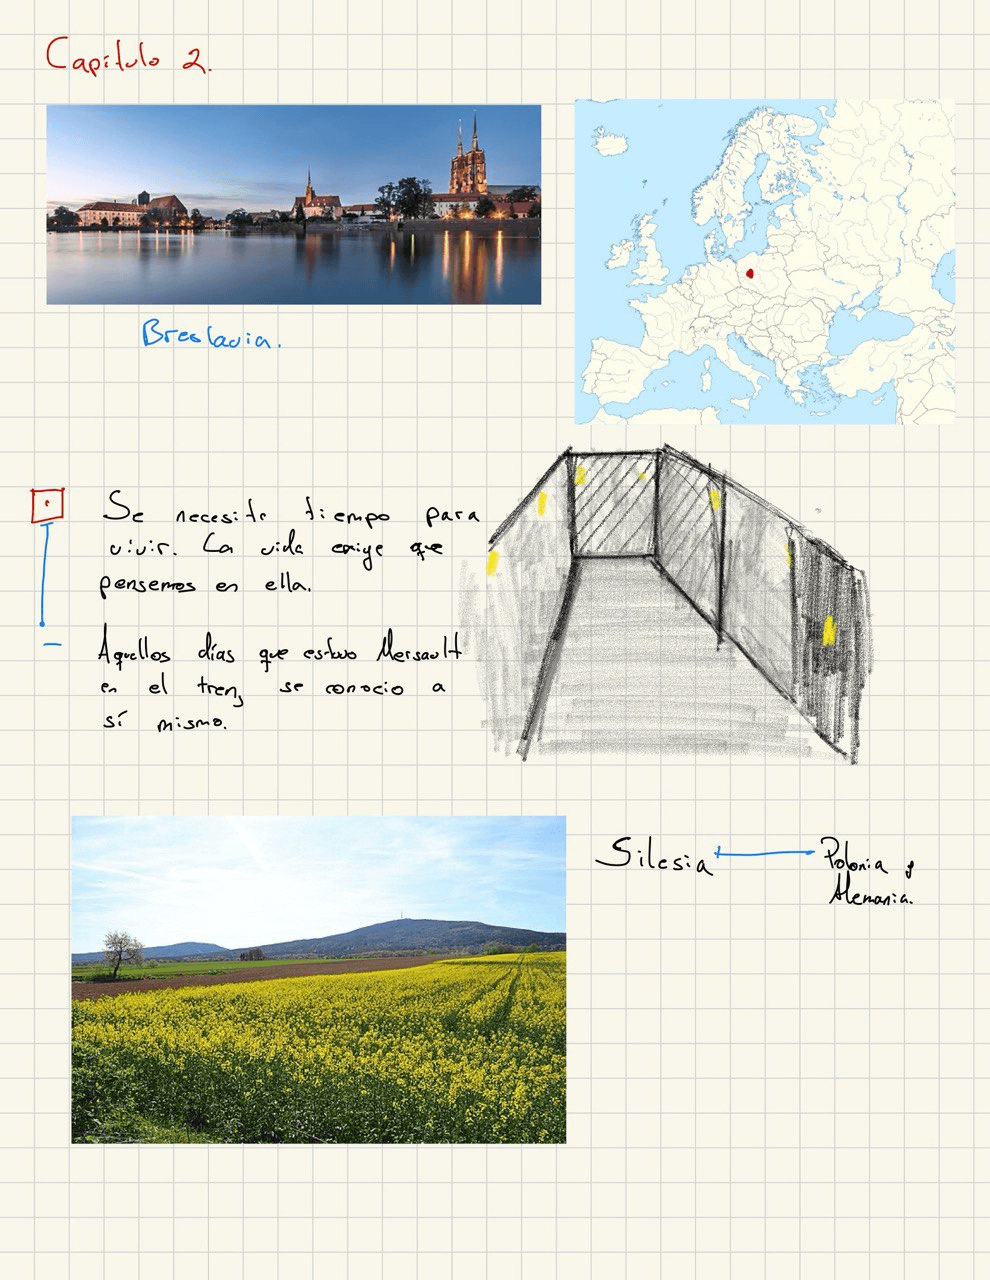 Capítulo 2.
Breslavia.
Se necesita tiempo para
vivir. La vida exige que
pensemos en ella.
Aquellos días que estuvo Mersault
en el tren, se conocio a
sí mismo.
Silesia
Polonia y
Alemania.